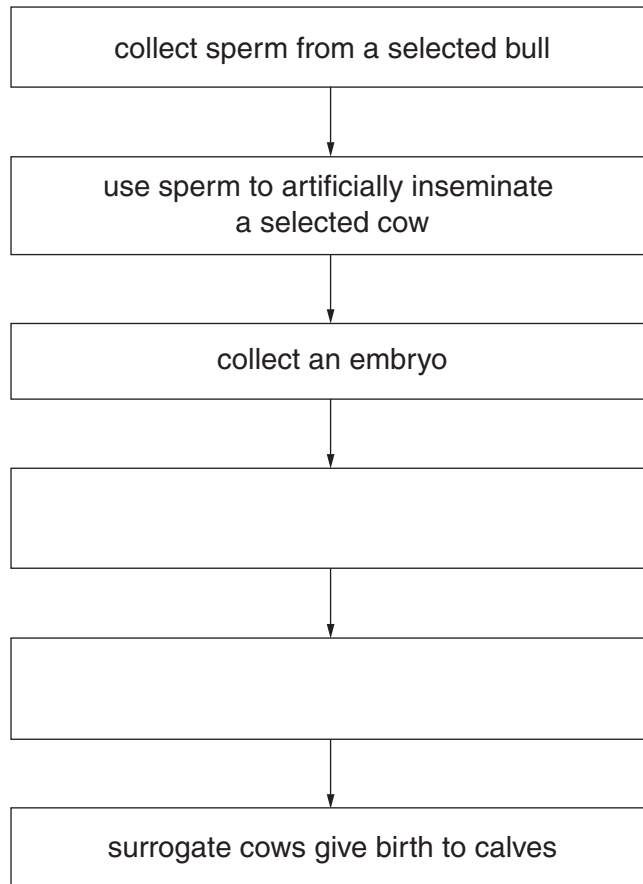 collect sperm from a selected bull
use sperm to artificially inseminate
a selected cow
collect an embryo
surrogate cows give birth to calves